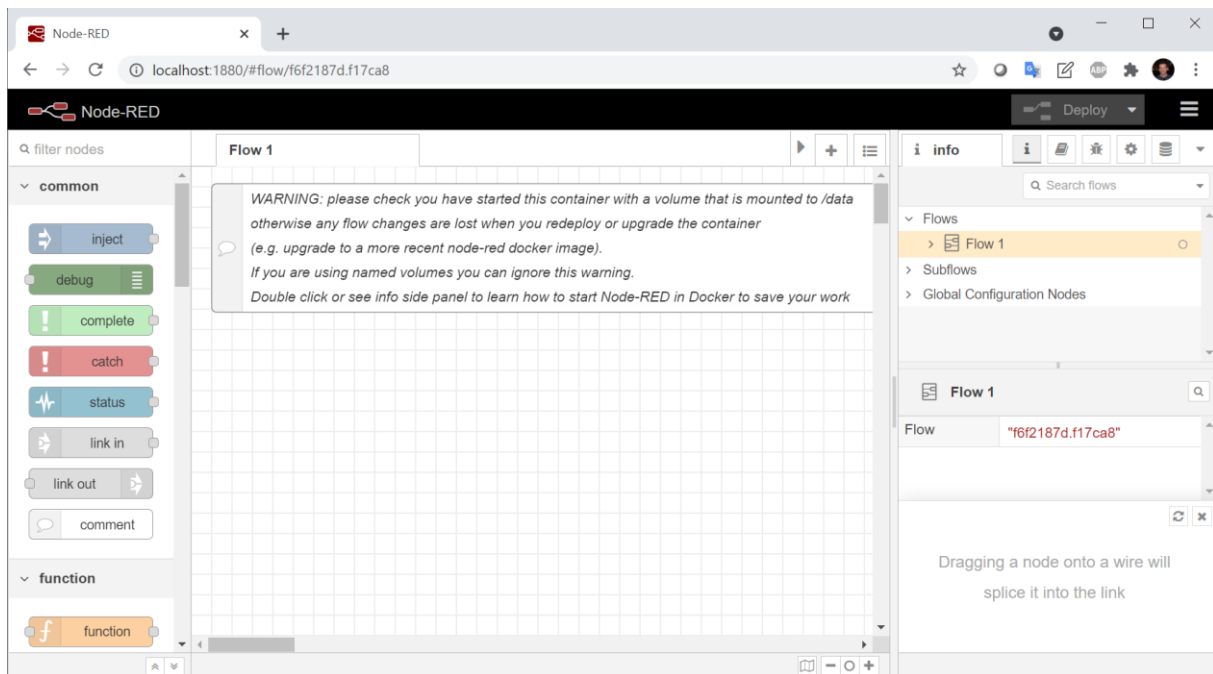 Node-RED
localhost:1880/#flow/f6f2187d.f17ca8
ABP
Node-RED
Deploy
filter nodes
Flow 1
i info
i
common
Search flows
inject
debug
complete
catch
status
link in
link out
comment
function
function
WARNING: please check you have started this container with a volume that is mounted to /data
otherwise any flow changes are lost when you redeploy or upgrade the container
(e.g. upgrade to a more recent node-red docker image).
If you are using named volumes you can ignore this warning.
Double click or see info side panel to learn how to start Node-RED in Docker to save your work
Flows
Flow 1
Subflows
Global Configuration Nodes
Flow 1
Flow "f6f2187d.f17ca8"
Dragging a node onto a wire will
splice it into the link